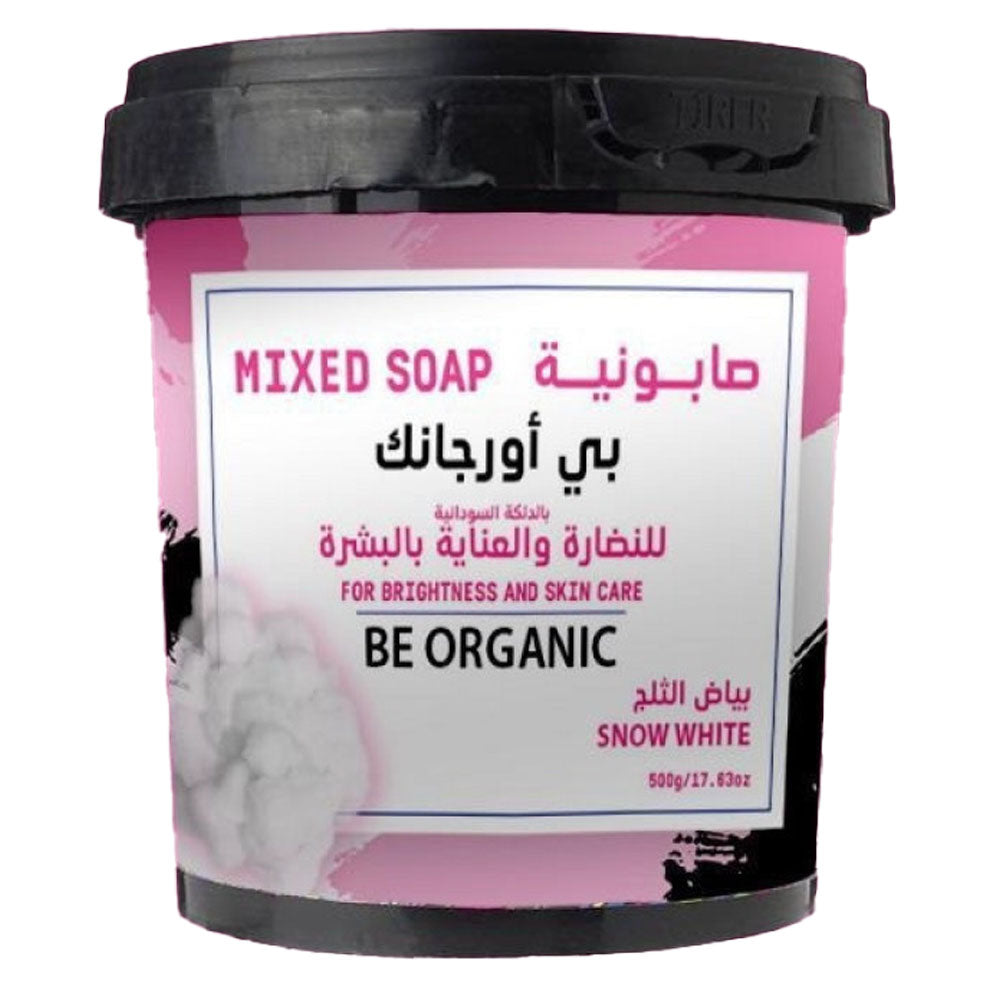 TIRER
MIXED SOAP صابونية
بي أورجانك
بالدلكة السودانية
للنضارة والعناية بالبشرة
FOR BRIGHTNESS AND SKIN CARE
BE ORGANIC
بياض الثلج
SNOW WHITE
500g/17.63oz